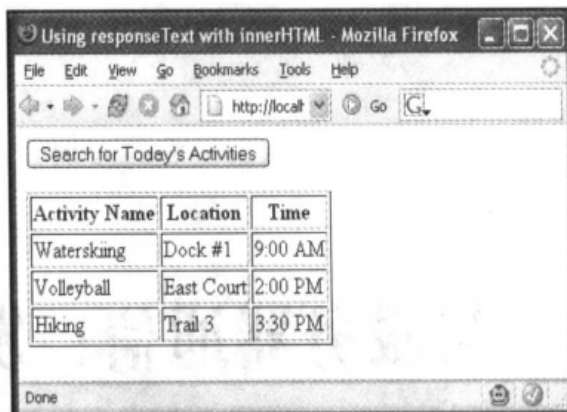 Using responseText with innerHTML - Mozilla Firefox
File Edit View Go Bookmarks Tools Help
http://localh Go G
Search for Today's Activities
Activity Name Location Time
Waterskiing Dock #1 9:00 AM
Volleyball East Court 2:00 PM
Hiking Trail 3 3:30 PM
Done